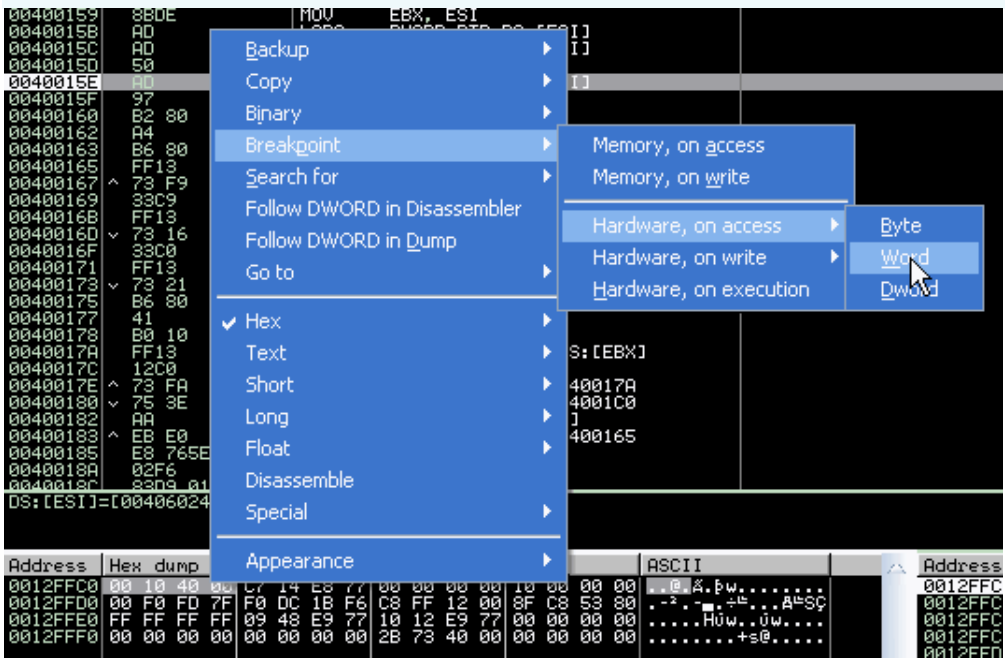 00400159 8BDE MOV EBX, ESI
0040015B AD
0040015C AD I]
0040015D 50
0040015E AD I]
0040015F 97
00400160 B2 80
00400162 A4
00400163 B6 80
00400165 FF13
00400167 ^ 73 F9
00400169 33C9
0040016B FF13
0040016D v 73 16
0040016F 33C0
00400171 FF13
00400173 v 73 21
00400175 B6 80
00400177 41
00400178 B0 10
0040017A FF13 S:[EBX]
0040017C 12C0
0040017E ^ 73 FA 40017A
00400180 v 75 3E 4001C0
00400182 AA ]
00400183 ^ EB E0 400165
00400185 E8 765E
0040018A 02F6
0040018C 83D9 01
DS:[ESI]=[00406024
Backup
Copy
Binary
Breakpoint
Search for
Follow DWORD in Disassembler
Follow DWORD in Dump
Go to
Hex
Text
Short
Long
Float
Disassemble
Special
Appearance
Memory, on access
Memory, on write
Hardware, on access
Hardware, on write
Hardware, on execution
Byte
Word
Dword
Address Hex dump ASCII Address
0012FFC0 00 10 40 00 C7 14 E8 77 00 00 00 00 10 00 00 00 0012FFC
0012FFD0 00 F0 FD 7F F0 DC 1B F6 C8 FF 12 00 8F C8 53 80 0012FFC
0012FFE0 FF FF FF FF 09 48 E9 77 10 12 E9 77 00 00 00 00 0012FFC
0012FFF0 00 00 00 00 00 00 00 00 2B 73 40 00 00 00 00 00 ........+s@..... 0012FFC
0012FFD